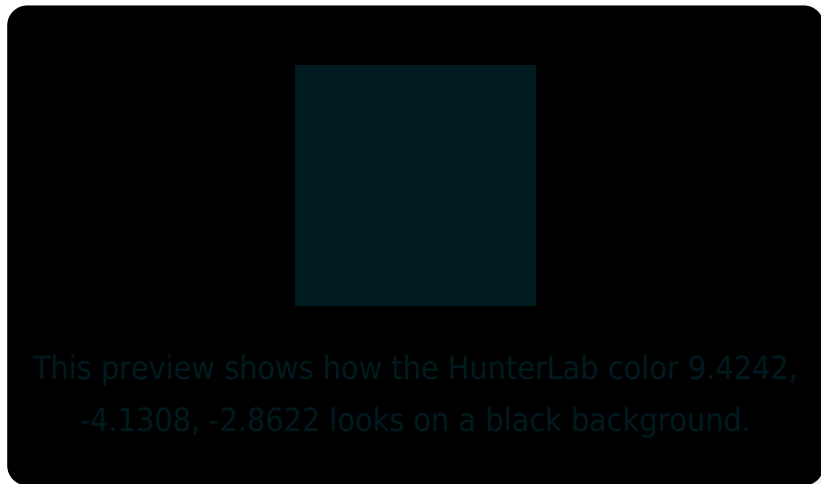 This preview shows how the HunterLab color 9.4242,
-4.1308, -2.8622 looks on a black background.